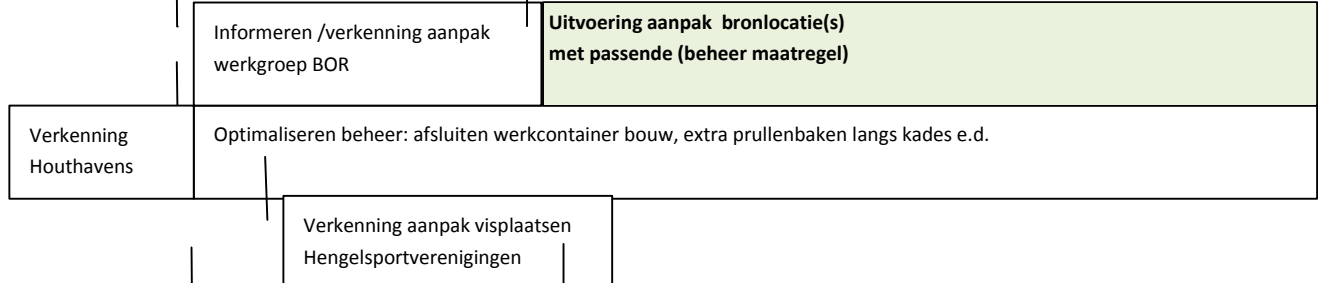 Informeren /verkenning aanpak
werkgroep BOR
Uitvoering aanpak bronlocatie(s)
met passende (beheer maatregel)
Verkenning
Houthavens
Optimaliseren beheer: afsluiten werkcontainer bouw, extra prullenbaken langs kades e.d.
Verkenning aanpak visplaatsen
Hengelsportverenigingen